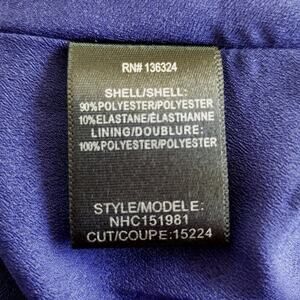 RN# 136324
SHELL/SHELL:
90%POLYESTER/POLYESTER
10%ELASTANE/ÉLASTHANNE
LINING/DOUBLURE:
100%POLYESTER/POLYESTER
STYLE/MODELE:
NHC151981
CUT/COUPE:15224